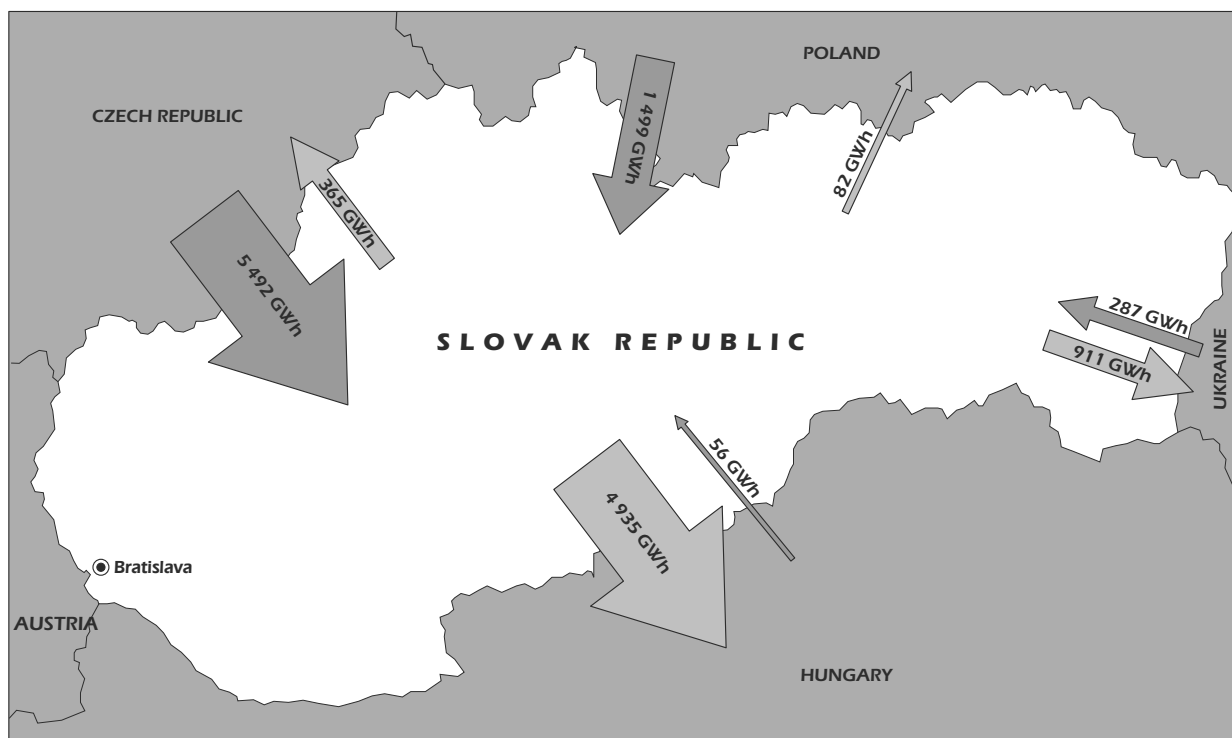 POLAND
CZECH REPUBLIC
1 499 GWh
82 GWh
365 GWh
5 492 GWh
287 GWh
SLOVAK REPUBLIC
911 GWh
UKRAINE
56 GWh
4 935 GWh
Bratislava
AUSTRIA
HUNGARY